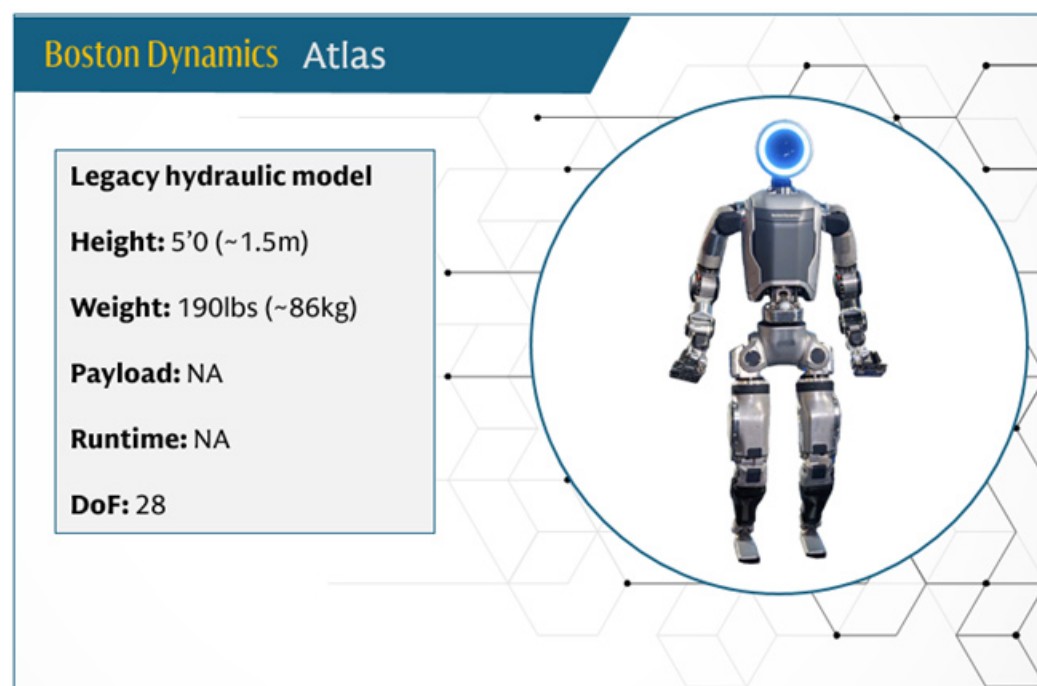 Boston Dynamics Atlas
Legacy hydraulic model
Height: 5’0 (~1.5m)
Weight: 190lbs (~86kg)
Payload: NA
Runtime: NA
DoF: 28